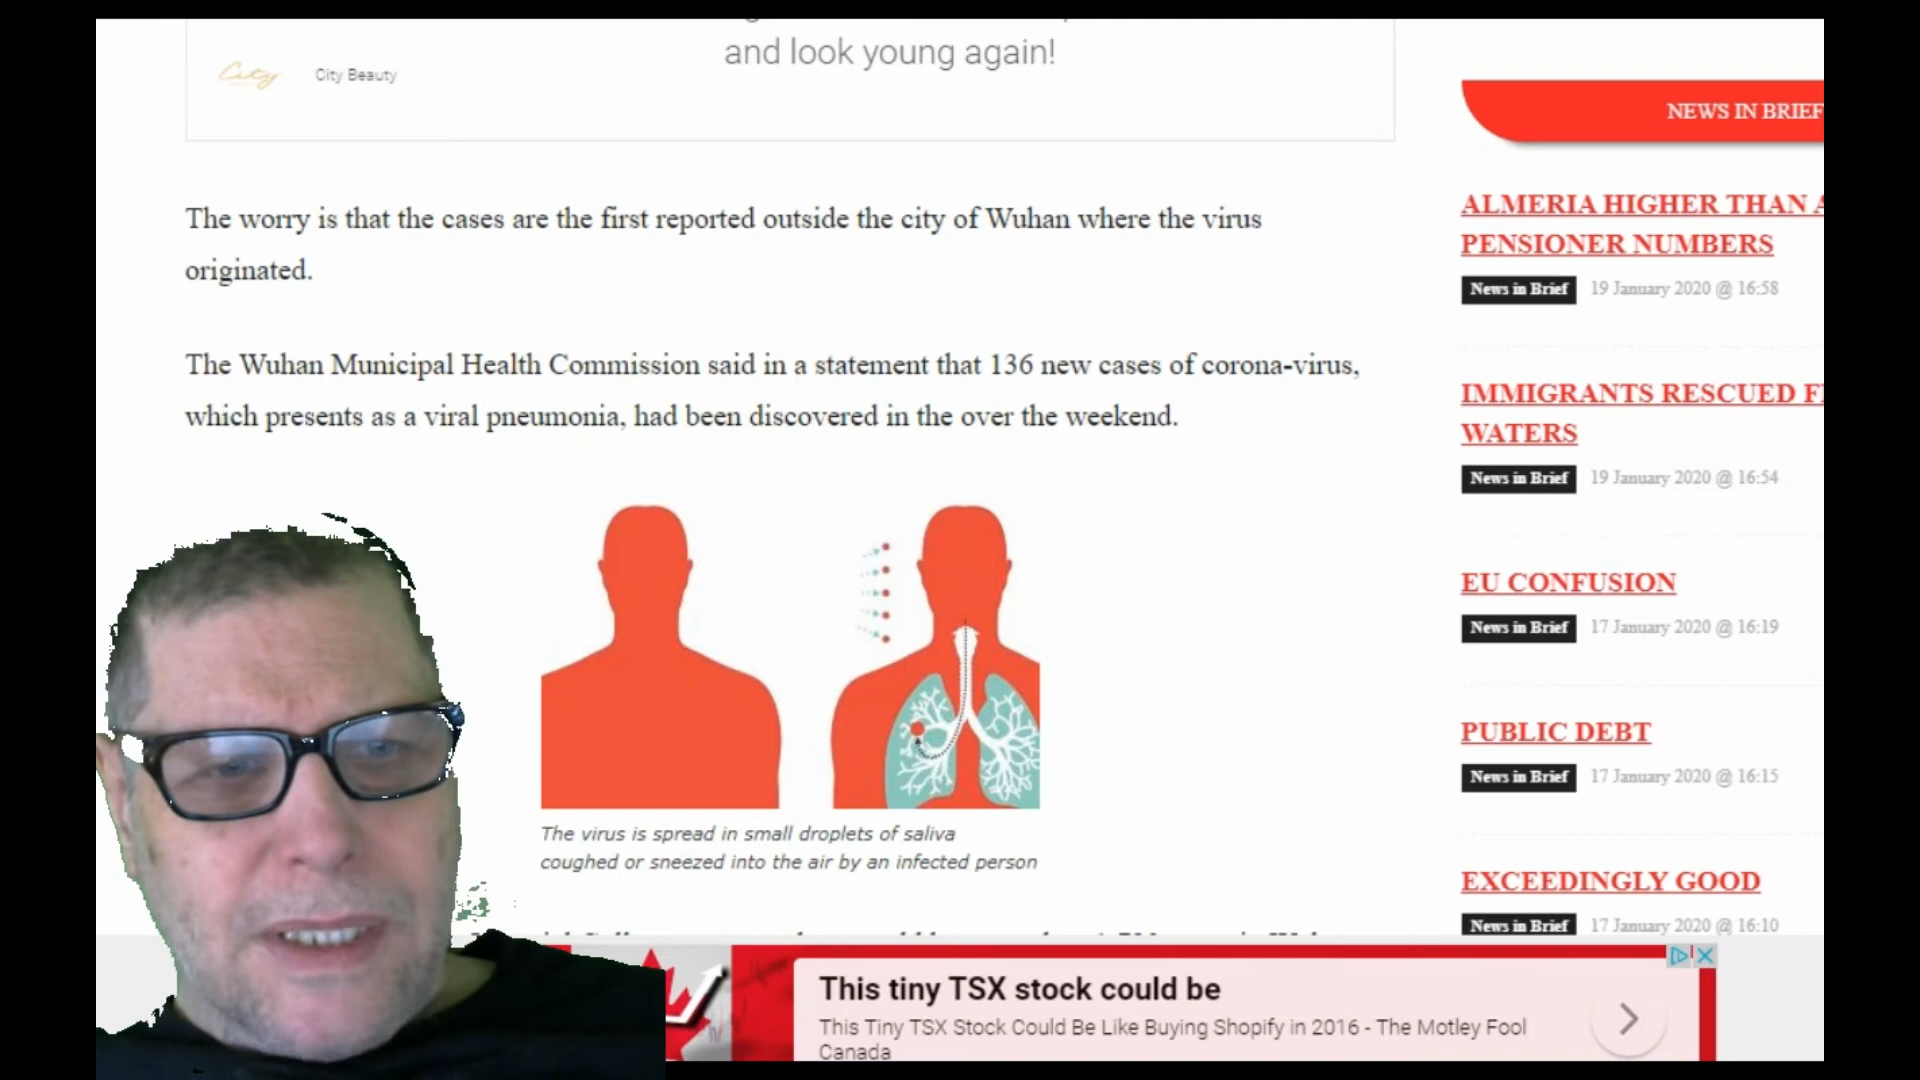 and look young again!
City
City Beauty
The worry is that the cases are the first reported outside the city of Wuhan where the virus
originated.
The Wuhan Municipal Health Commission said in a statement that 136 new cases of corona-virus,
which presents as a viral pneumonia, had been discovered in the over the weekend.
The virus is spread in small droplets of saliva
coughed or sneezed into the air by an infected person
NEWS IN BRIEF
ALMERIA HIGHER THAN
PENSIONER NUMBERS
News in Brief 19 January 2020 @ 16:58
IMMIGRANTS RESCUED
WATERS
News in Brief 19 January 2020 @ 16:54
EU CONFUSION
News in Brief 17 January 2020 @ 16:19
PUBLIC DEBT
News in Brief 17 January 2020 @ 16:15
EXCEEDINGLY GOOD
News in Brief 17 January 2020 @ 16:10
This tiny TSX stock could be
This Tiny TSX Stock Could Be Like Buying Shopify in 2016 - The Motley Fool
Canada